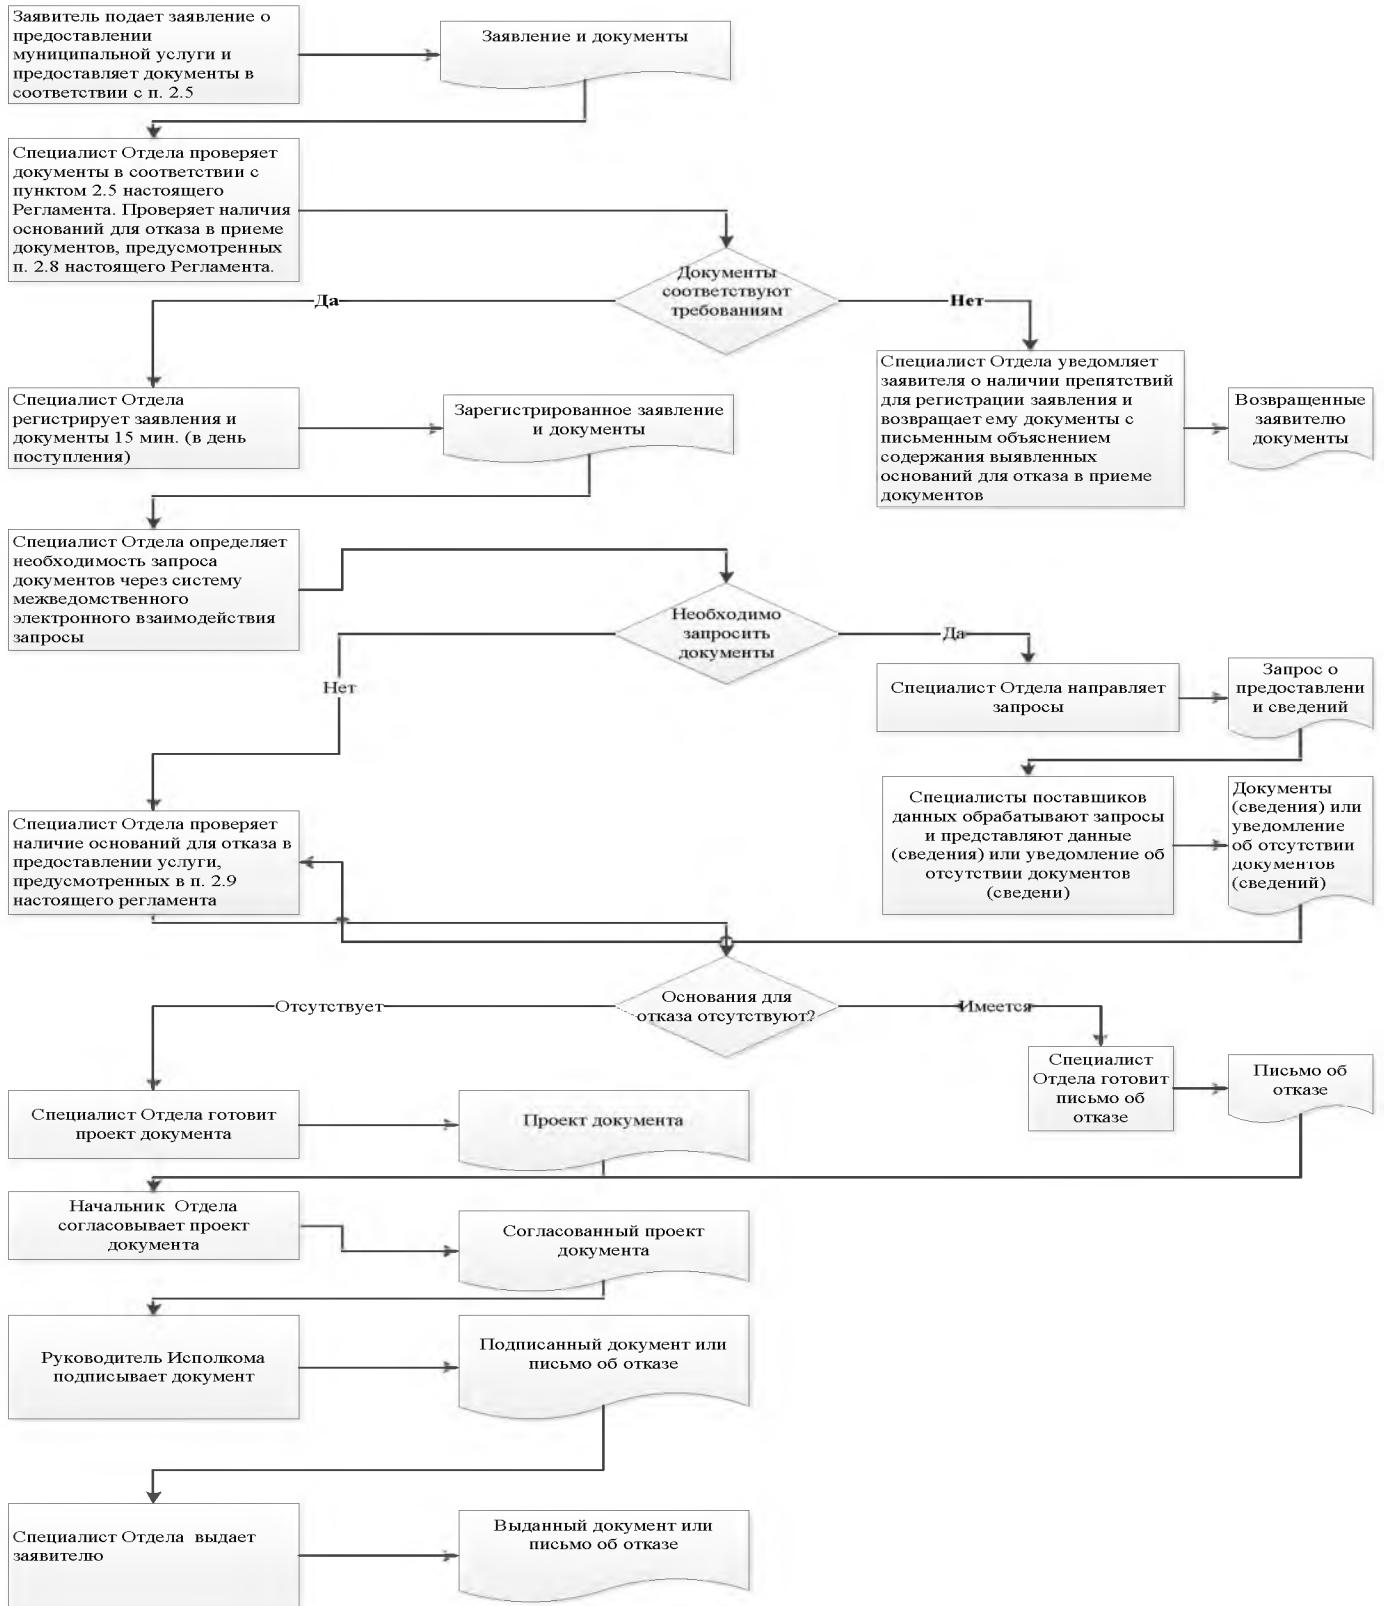 Заявитель подает заявление о
предоставлении
муниципальной услуги и
предоставляет документы в
соответствии с п. 2.5
Заявление и документы
Специалист Отдела проверяет
документы в соответствии с
пунктом 2.5 настоящего
Регламента. Проверяет наличия
оснований для отказа в приеме
документов, предусмотренных
п. 2.8 настоящего Регламента.
Документы
соответствуют
требованиям
Да
Нет
Специалист Отдела
регистрирует заявления и
документы 15 мин. (в день
поступления)
Зарегистрированное заявление
и документы
Специалист Отдела уведомляет
заявителя о наличии препятствий
для регистрации заявления и
возвращает ему документы с
письменным объяснением
содержания выявленных
оснований для отказа в приеме
документов
Возвращенные
заявителю
документы
Специалист Отдела определяет
необходимость запроса
документов через систему
межведомственного
электронного взаимодействия
запросы
Необходимо
запросить
документы
Да
Нет
Специалист Отдела направляет
запросы
Запрос о
предоставлени
и сведений
Специалисты поставщиков
данных обрабатывают запросы
и представляют данные
(сведения) или уведомление об
отсутствии документов
(сведени)
Документы
(сведения) или
уведомление
об отсутствии
документов
(сведений)
Специалист Отдела проверяет
наличие оснований для отказа в
предоставлении услуги,
предусмотренных в п. 2.9
настоящего регламента
Основания для
отказа отсутствуют?
Отсутствует
Имеется
Специалист
Отдела готовит
письмо об
отказе
Письмо об
отказе
Специалист Отдела готовит
проект документа
Проект документа
Начальник Отдела
согласовывает проект
документа
Согласованный проект
документа
Руководитель Исполкома
подписывает документ
Подписанный документ или
письмо об отказе
Специалист Отдела выдает
заявителю
Выданный документ или
письмо об отказе